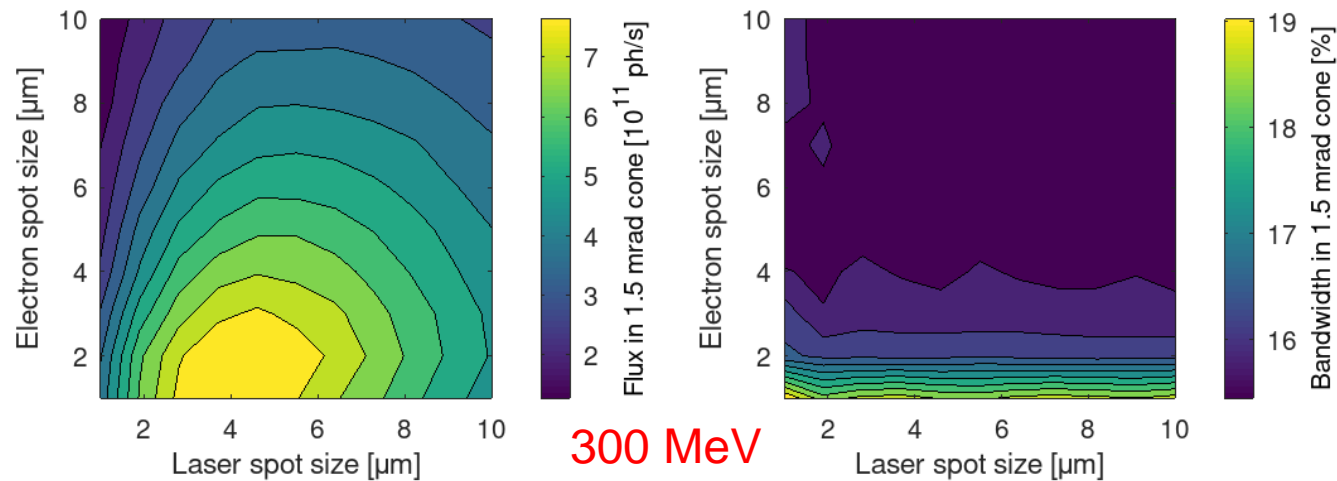 10
8
6
4
2
Electron spot size [µm]
2 4 6 8 10
Laser spot size [µm]
7
6
5
4
3
2
Flux in 1.5 mrad cone [10^11 ph/s]
300 MeV
10
8
6
4
2
Electron spot size [µm]
2 4 6 8 10
Laser spot size [µm]
19
18
17
16
Bandwidth in 1.5 mrad cone [%]